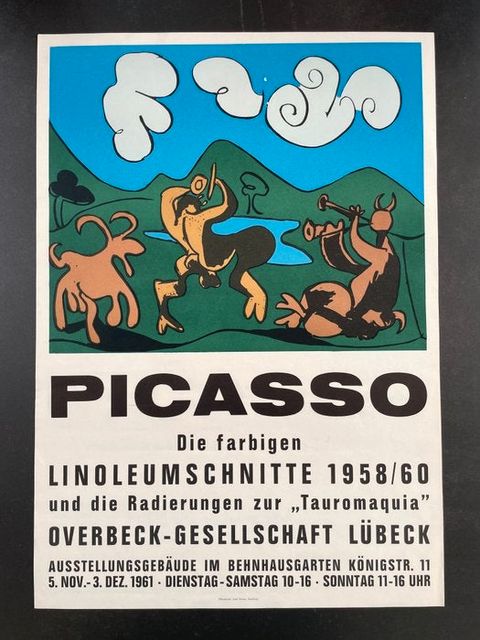 PICASSO
Die farbigen
LINOLEUMSCHNITTE 1958/60
und die Radierungen zur „Tauromaquia”
OVERBECK-GESELLSCHAFT LÜBECK
AUSSTELLUNGSGEBÄUDE IM BEHNHAUSGARTEN KÖNIGSTR. 11
5. NOV.-3. DEZ. 1961 · DIENSTAG-SAMSTAG 10-16 · SONNTAG 11-16 UHR